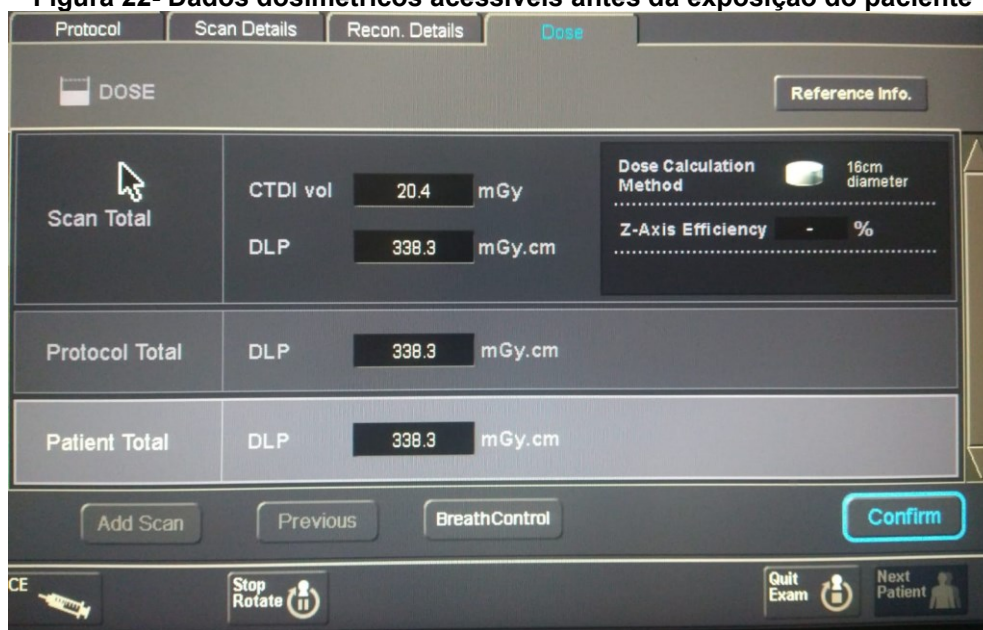 Figura 22- Dados dosimétricos acessíveis antes da exposição do paciente
Protocol Scan Details Recon. Details Dose
DOSE Reference Info.
Scan Total
CTDI vol 20.4 mGy
DLP 338.3 mGy.cm
Dose Calculation
Method
16cm
diameter
Z-Axis Efficiency - %
Protocol Total DLP 338.3 mGy.cm
Patient Total DLP 338.3 mGy.cm
Add Scan Previous BreathControl Confirm
CE
Stop
Rotate
Quit
Exam
Next
Patient